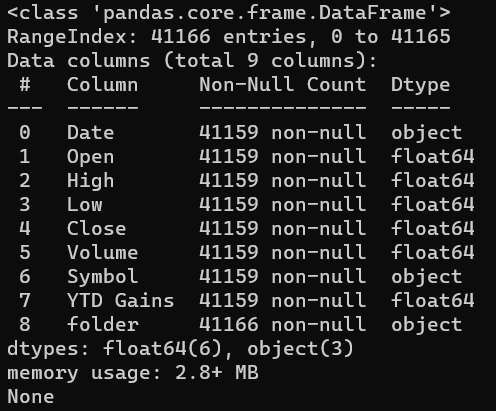 <class 'pandas.core.frame.DataFrame'>
RangeIndex: 41166 entries, 0 to 41165
Data columns (total 9 columns):
 #   Column     Non-Null Count  Dtype
---  ------     --------------  -----
 0   Date       41159 non-null  object
 1   Open       41159 non-null  float64
 2   High       41159 non-null  float64
 3   Low        41159 non-null  float64
 4   Close      41159 non-null  float64
 5   Volume     41159 non-null  float64
 6   Symbol     41159 non-null  object
 7   YTD Gains  41159 non-null  float64
 8   folder     41166 non-null  object
dtypes: float64(6), object(3)
memory usage: 2.8+ MB
None